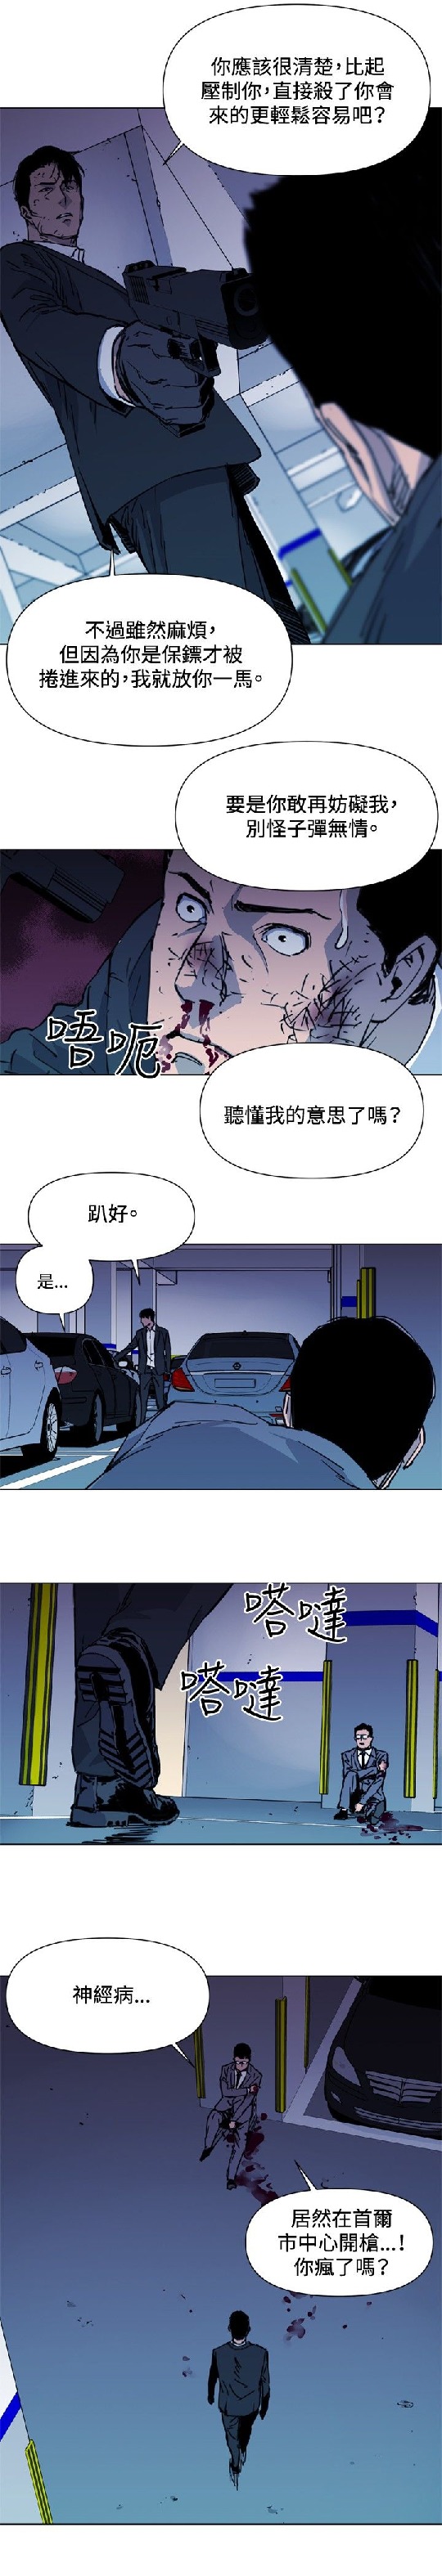 你應該很清楚，比起
壓制你，直接殺了你會
來的更輕鬆容易吧？
不過雖然麻煩，
但因為你是保鏢才被
捲進來的，我就放你一馬。
要是你敢再妨礙我，
別怪子彈無情。
唔呃
聽懂我的意思了嗎？
趴好。
是...
嗒噠
嗒噠
神經病...
居然在首爾
市中心開槍...！
你瘋了嗎？